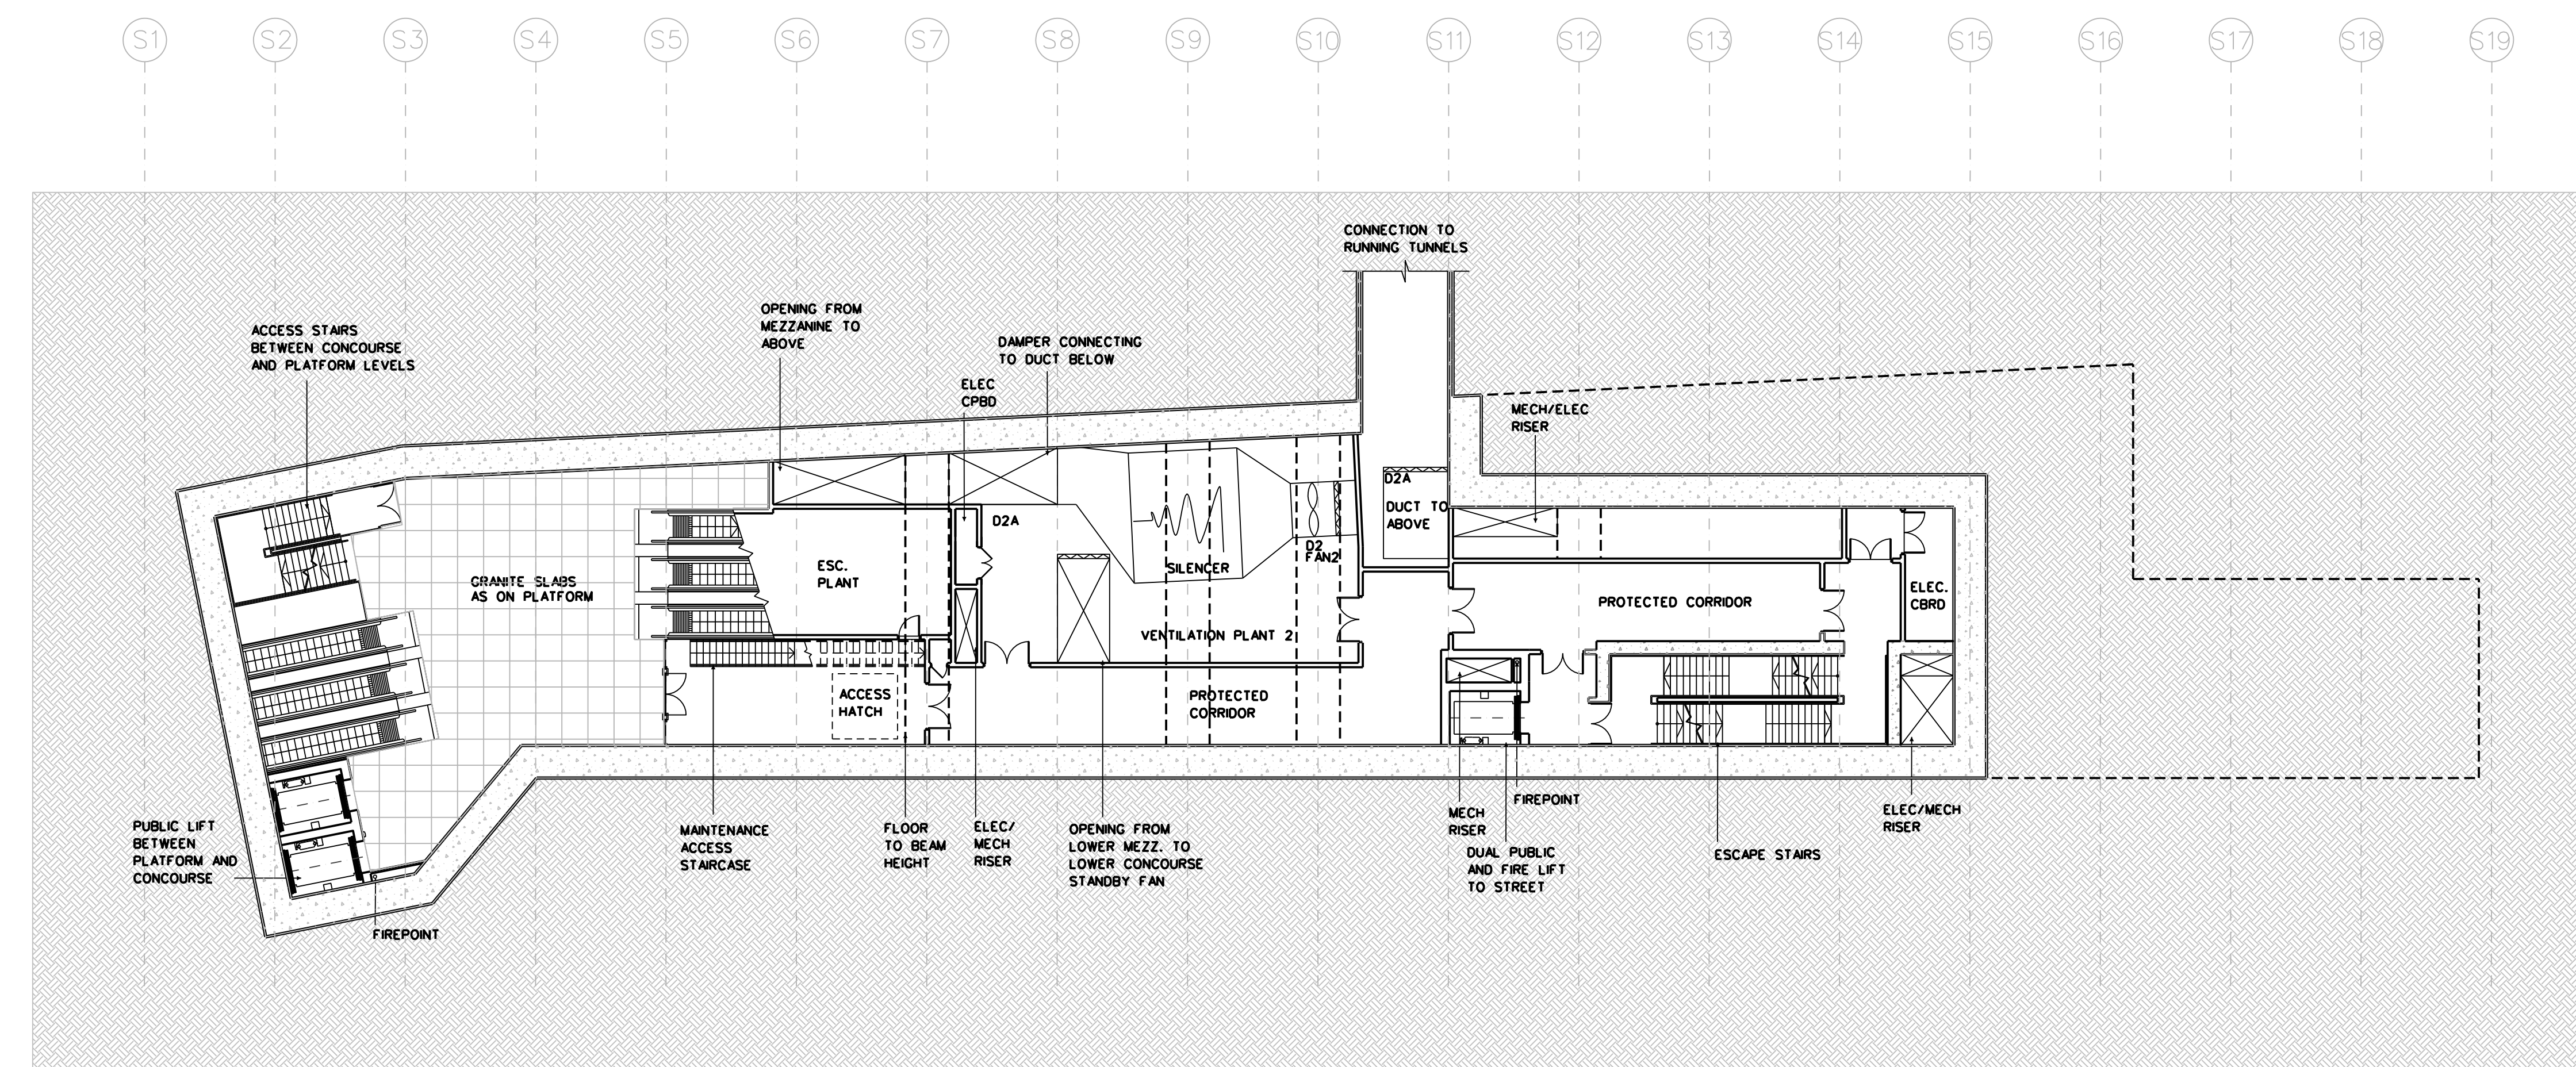 S1 S2 S3 S4 S5 S6 S7 S8 S9 S10 S11 S12 S13 S14 S15 S16 S17 S18 S19
CONNECTION TO
RUNNING TUNNELS
OPENING FROM
MEZZANINE TO
ABOVE
ACCESS STAIRS
BETWEEN CONCOURSE
AND PLATFORM LEVELS
DAMPER CONNECTING
TO DUCT BELOW
ELEC
CPBD
MECH/ELEC
RISER
D2A
DUCT TO
ABOVE
D2A
D2
FAN2
SILENCER
ESC.
PLANT
GRANITE SLABS
AS ON PLATFORM
PROTECTED CORRIDOR
ELEC.
CBRD
VENTILATION PLANT 2
ACCESS
HATCH
PROTECTED
CORRIDOR
PUBLIC LIFT
BETWEEN
PLATFORM AND
CONCOURSE
MAINTENANCE
ACCESS
STAIRCASE
FLOOR
TO BEAM
HEIGHT
ELEC/
MECH
RISER
OPENING FROM
LOWER MEZZ. TO
LOWER CONCOURSE
STANDBY FAN
MECH
RISER
FIREPOINT
DUAL PUBLIC
AND FIRE LIFT
TO STREET
ESCAPE STAIRS
ELEC/MECH
RISER
FIREPOINT